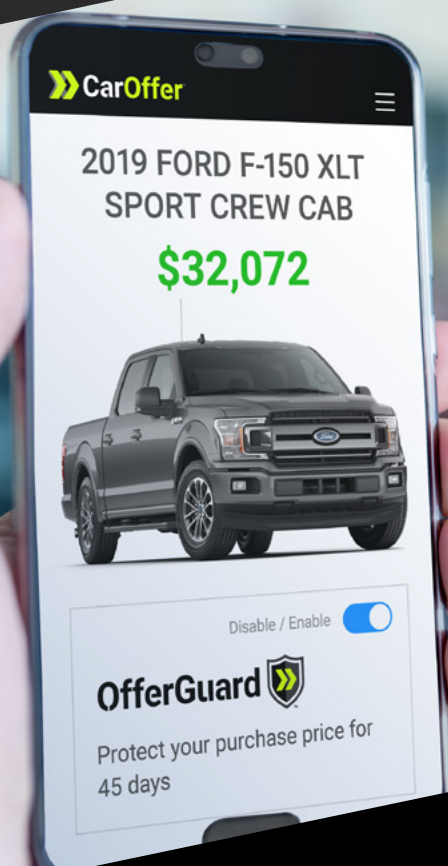 CarOffer
2019 FORD F-150 XLT
SPORT CREW CAB
$32,072
Ford
Disable / Enable
OfferGuard
Protect your purchase price for
45 days